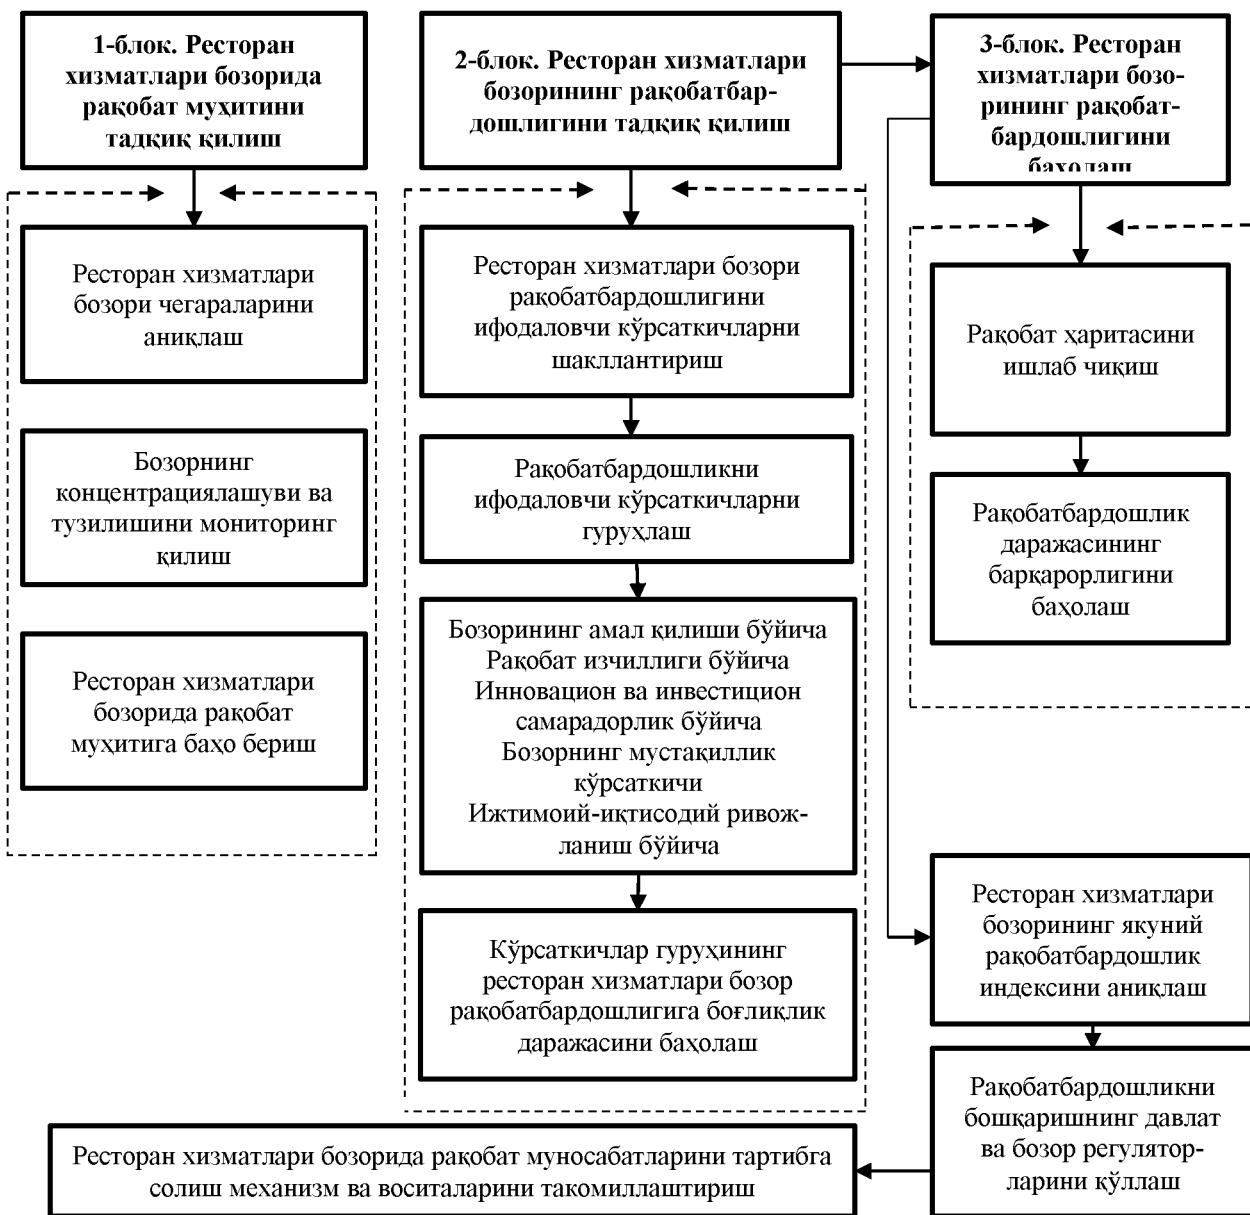 1-блок. Ресторан
хизматлари бозорида
рақобат муҳитини
тадқиқ қилиш
Ресторан хизматлари
бозори чегараларини
аниқлаш
Бозорнинг
концентрациялашуви ва
тузилишини мониторинг
қилиш
Ресторан хизматлари
бозорида рақобат
муҳитига баҳо бериш
2-блок. Ресторан хизматлари
бозорининг рақобатбар-
дошлигини тадқиқ қилиш
Ресторан хизматлари бозори
рақобатбардошлигини
ифодаловчи кўрсаткичларни
шакллантириш
Рақобатбардошликни
ифодаловчи кўрсаткичларни
гуруҳлаш
Бозорининг амал қилиши бўйича
Рақобат изчиллиги бўйича
Инновацион ва инвестицион
самарадорлик бўйича
Бозорнинг мустақиллик
кўрсаткичи
Ижтимоий-иқтисодий ривож-
ланиш бўйича
Кўрсаткичлар гуруҳининг
ресторан хизматлари бозор
рақобатбардошлигига боғлиқлик
даражасини баҳолаш
3-блок. Ресторан
хизматлари бозо-
рининг рақобат-
бардошлигини
баҳолаш
Рақобат ҳаритасини
ишлаб чиқиш
Рақобатбардошлик
даражасининг
барқарорлигини
баҳолаш
Ресторан хизматлари
бозорининг якуний
рақобатбардошлик
индексини аниқлаш
Рақобатбардошликни
бошқаришнинг давлат
ва бозор регулятор-
ларини қўллаш
Ресторан хизматлари бозорида рақобат муносабатларини тартибга
солиш механизм ва воситаларини такомиллаштириш